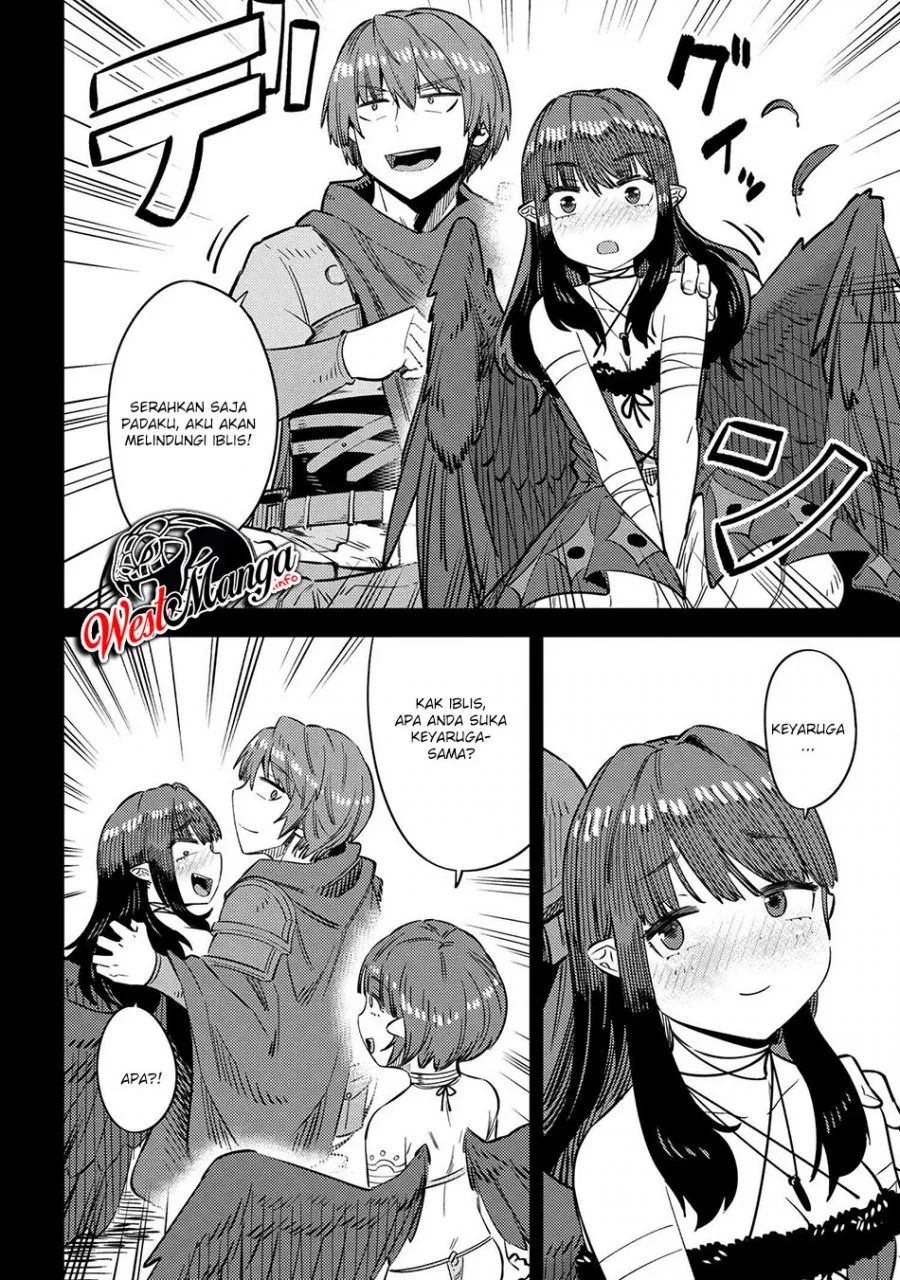 デ
グイッ
ロン
SERAHKAN SAJA
PADAKU, AKU AKAN
MELINDUNGI IBLIS!
WestManga
.info
KEYARUGA
...
KAK IBLIS,
APA ANDA SUKA
KEYARUGA-
SAMA?
APA?!